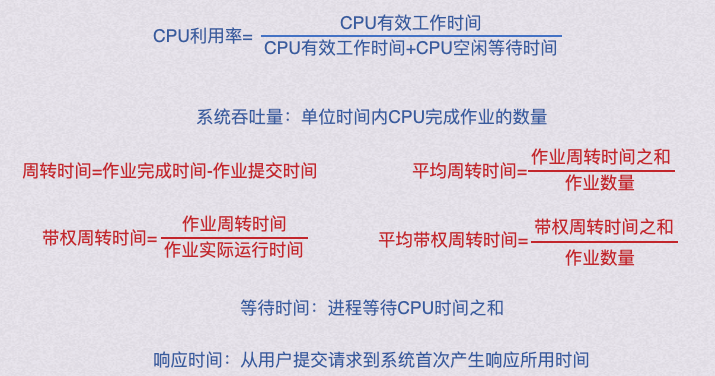 CPU利用率= CPU有效工作时间
CPU有效工作时间+CPU空闲等待时间
系统吞吐量：单位时间内CPU完成作业的数量
周转时间=作业完成时间-作业提交时间
平均周转时间= 作业周转时间之和
作业数量
带权周转时间= 作业周转时间
作业实际运行时间
平均带权周转时间= 带权周转时间之和
作业数量
等待时间：进程等待CPU时间之和
响应时间：从用户提交请求到系统首次产生响应所用时间